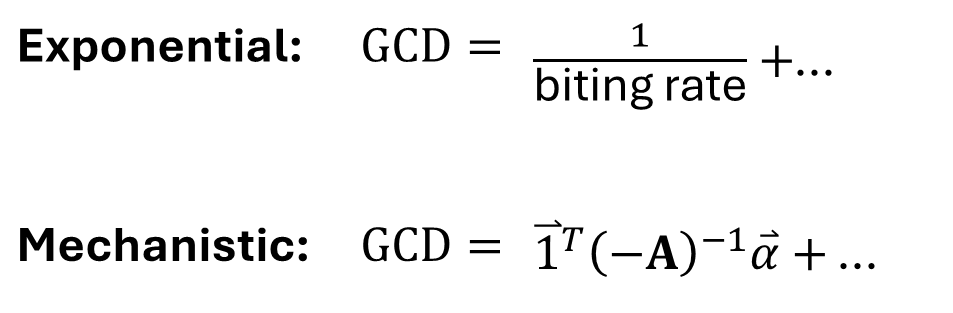 Exponential: GCD = 1/biting rate +...
Mechanistic: GCD = 1⃗ᵀ(−A)⁻¹α⃗ + ...